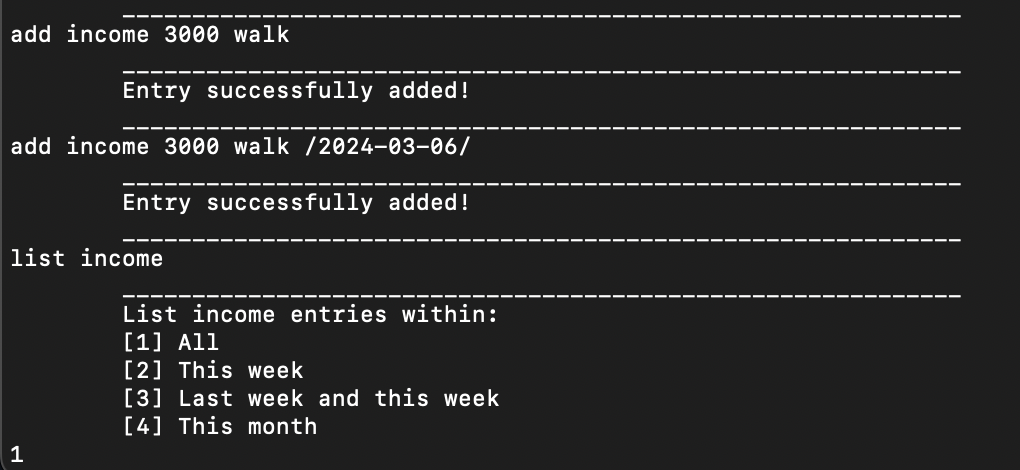 ____________________________________________________________
add income 3000 walk
____________________________________________________________
Entry successfully added!
____________________________________________________________
add income 3000 walk /2024-03-06/
____________________________________________________________
Entry successfully added!
____________________________________________________________
list income
____________________________________________________________
List income entries within:
[1] All
[2] This week
[3] Last week and this week
[4] This month
1